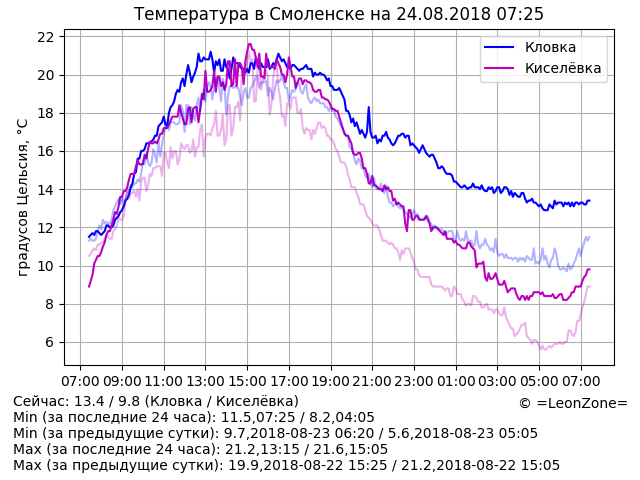 Температура в Смоленске на 24.08.2018 07:25
градусов Цельсия, °C
22
20
18
16
14
12
10
8
6
Кловка
Киселёвка
07:00 09:00 11:00 13:00 15:00 17:00 19:00 21:00 23:00 01:00 03:00 05:00 07:00
Сейчас: 13.4 / 9.8 (Кловка / Киселёвка)
© =LeonZone=
Min (за последние 24 часа): 11.5,07:25 / 8.2,04:05
Min (за предыдущие сутки): 9.7,2018-08-23 06:20 / 5.6,2018-08-23 05:05
Max (за последние 24 часа): 21.2,13:15 / 21.6,15:05
Max (за предыдущие сутки): 19.9,2018-08-22 15:25 / 21.2,2018-08-22 15:05